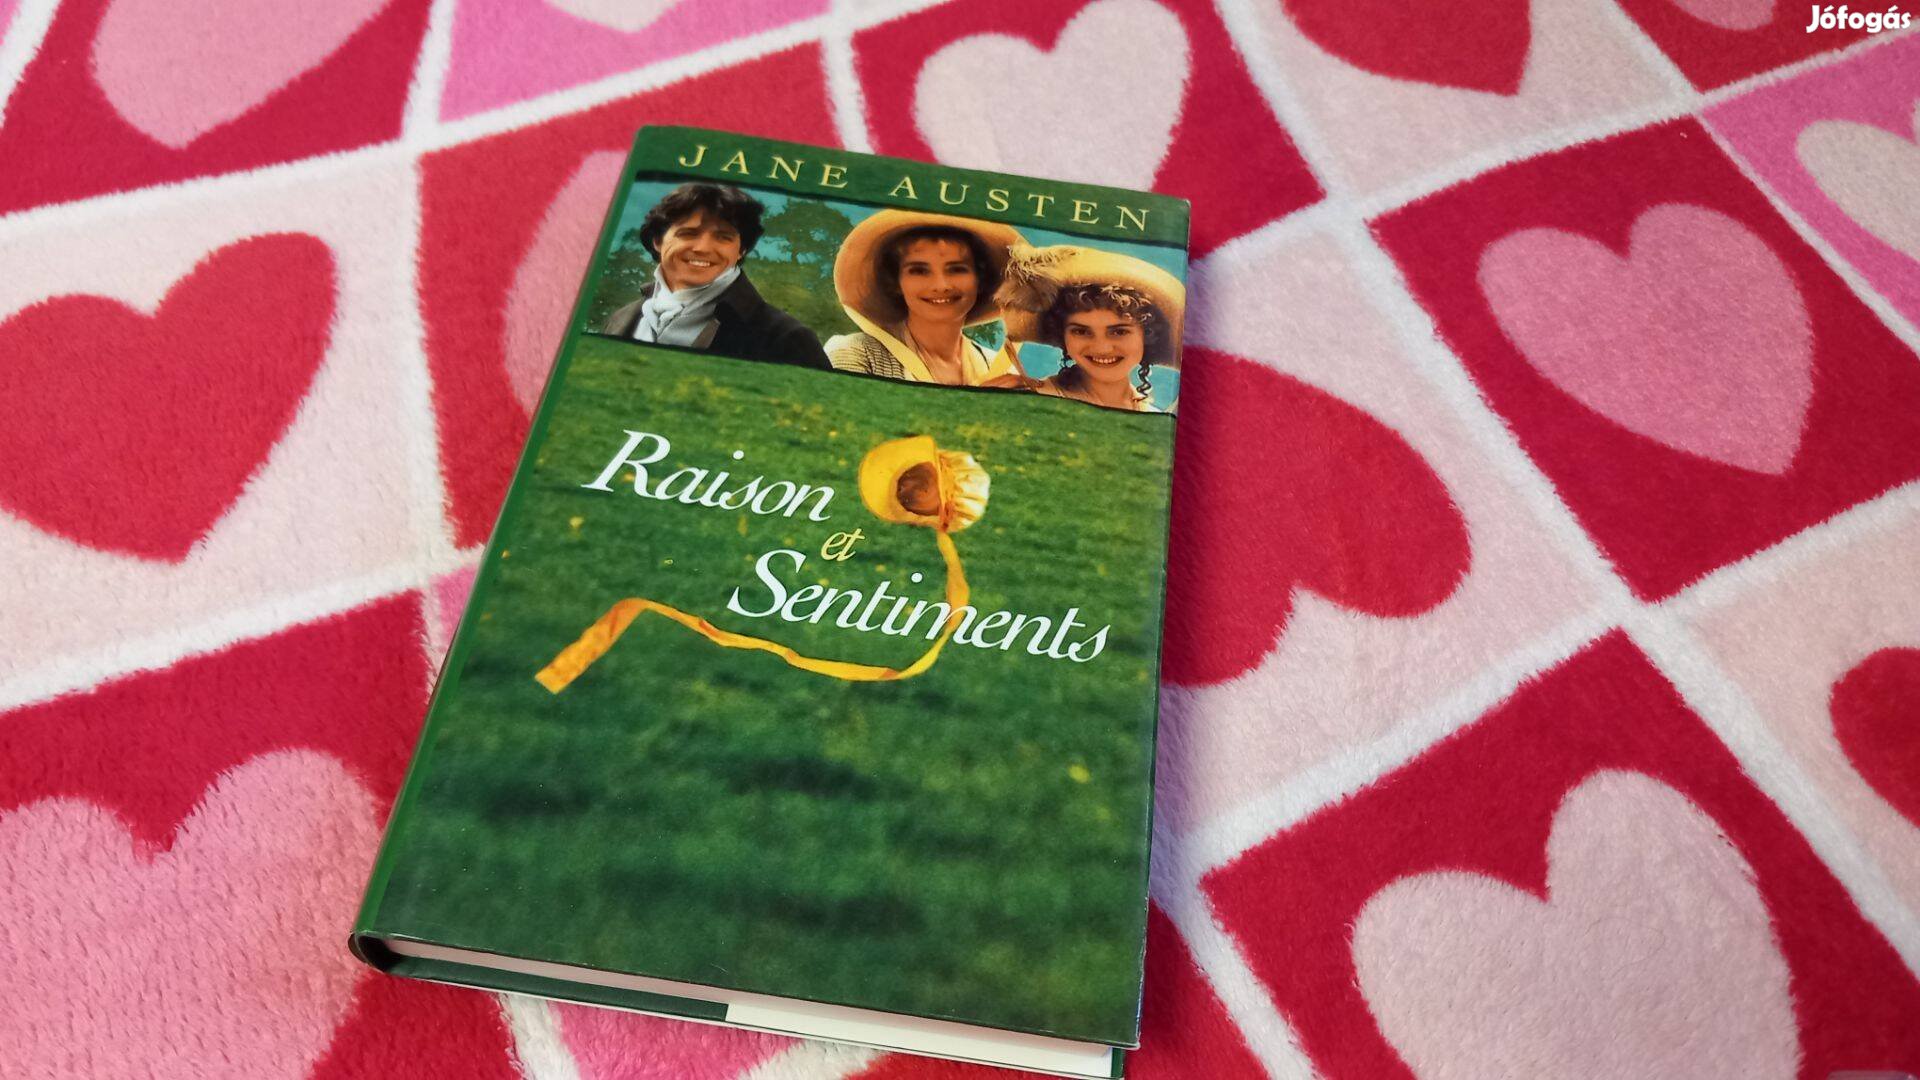 Jófogás
JANE AUSTEN
Raison
et
Sentiments